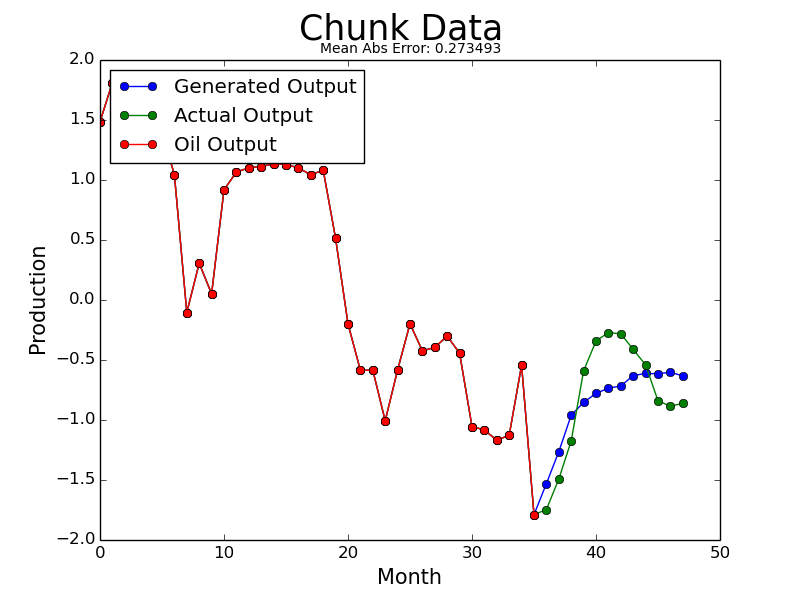 Chunk Data
Mean Abs Error: 0.273493
Generated Output
Actual Output
Oil Output
2.0
1.5
1.0
0.5
0.0
−0.5
−1.0
−1.5
−2.0
Production
0 10 20 30 40 50
Month